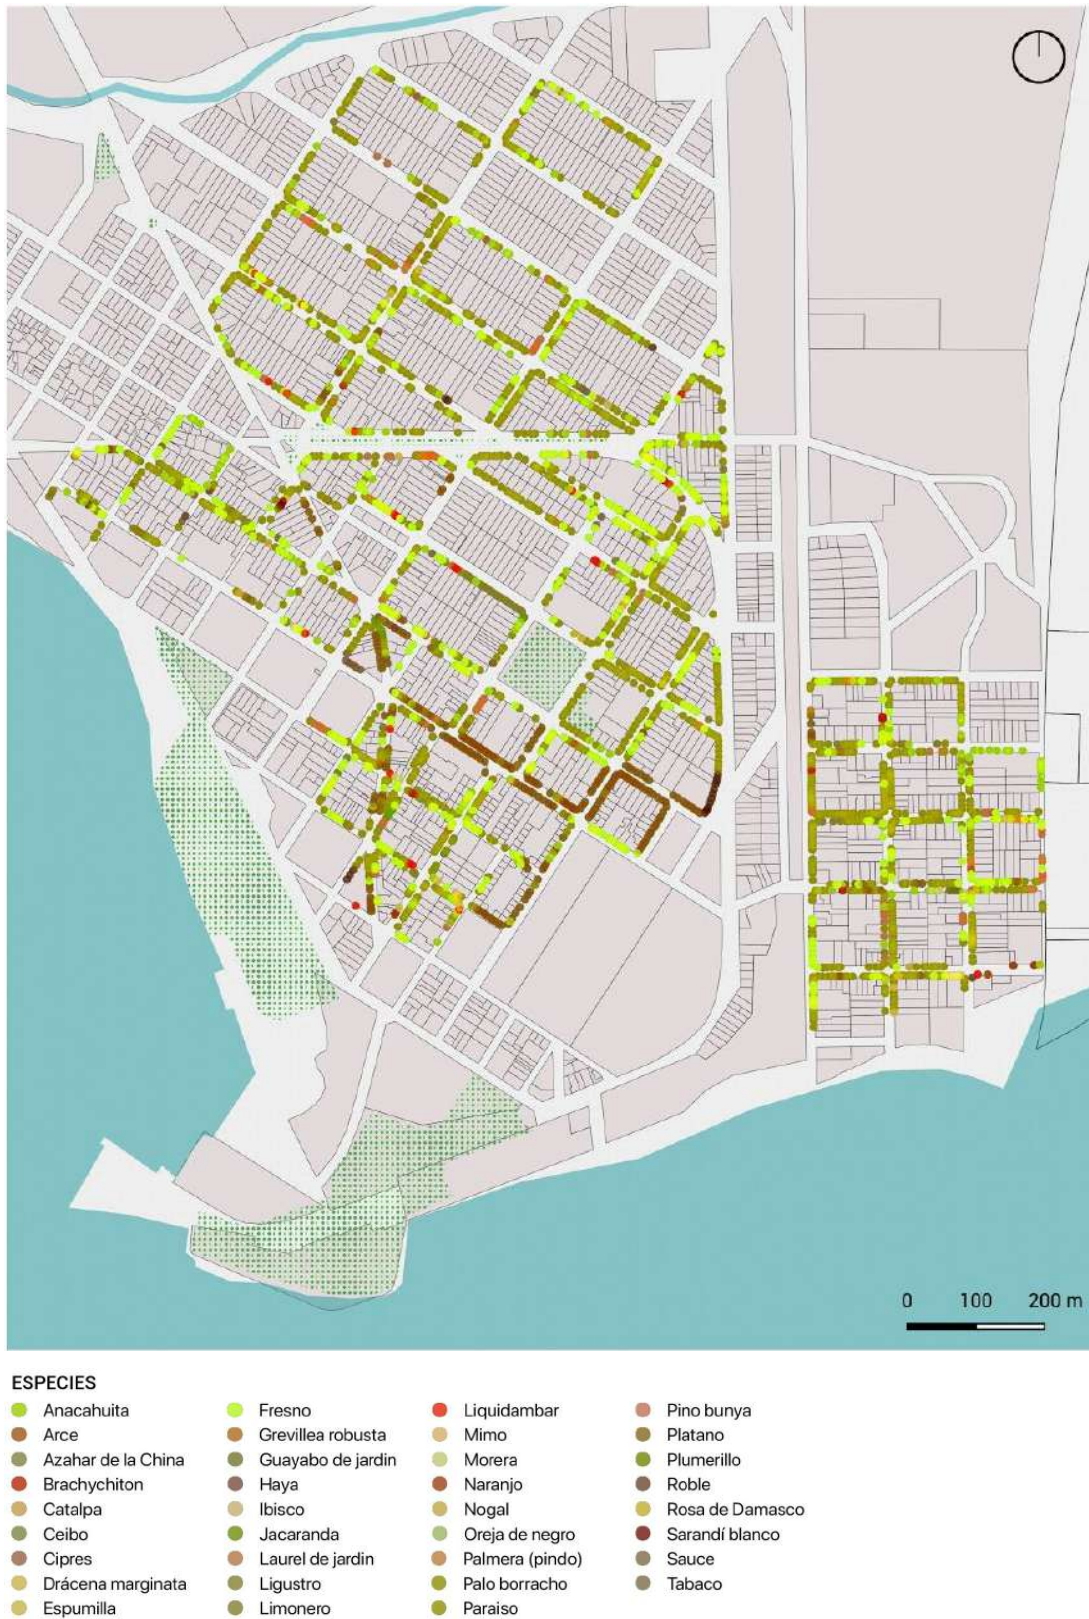 0 100 200 m
ESPECIES
Anacahuita
Arce
Azahar de la China
Brachychiton
Catalpa
Ceibo
Cipres
Drácena marginata
Espumilla
Fresno
Grevillea robusta
Guayabo de jardin
Haya
Ibisco
Jacaranda
Laurel de jardin
Ligustro
Limonero
Liquidambar
Mimo
Morera
Naranjo
Nogal
Oreja de negro
Palmera (pindo)
Palo borracho
Paraiso
Pino bunya
Platano
Plumerillo
Roble
Rosa de Damasco
Sarandí blanco
Sauce
Tabaco